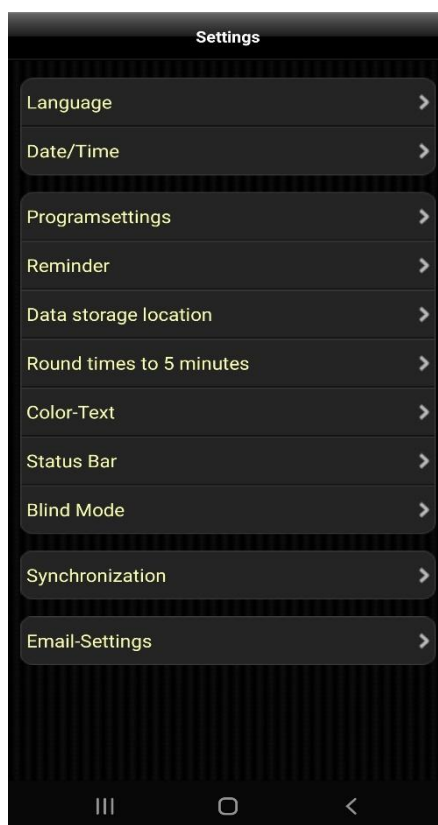 Settings
Language
Date/Time
Programsettings
Reminder
Data storage location
Round times to 5 minutes
Color-Text
Status Bar
Blind Mode
Synchronization
Email-Settings